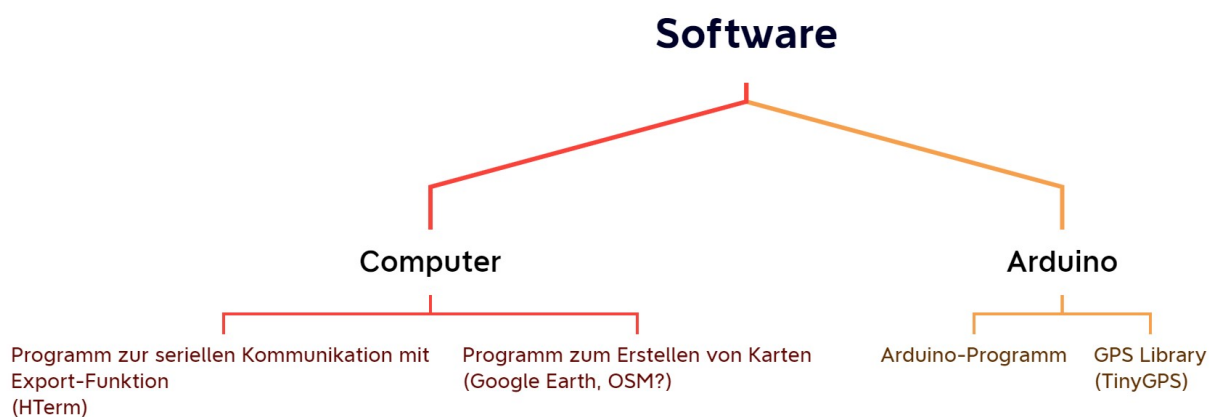 Software
Computer
Arduino
Programm zur seriellen Kommunikation mit
Export-Funktion
(HTerm)
Programm zum Erstellen von Karten
(Google Earth, OSM?)
Arduino-Programm
GPS Library
(TinyGPS)